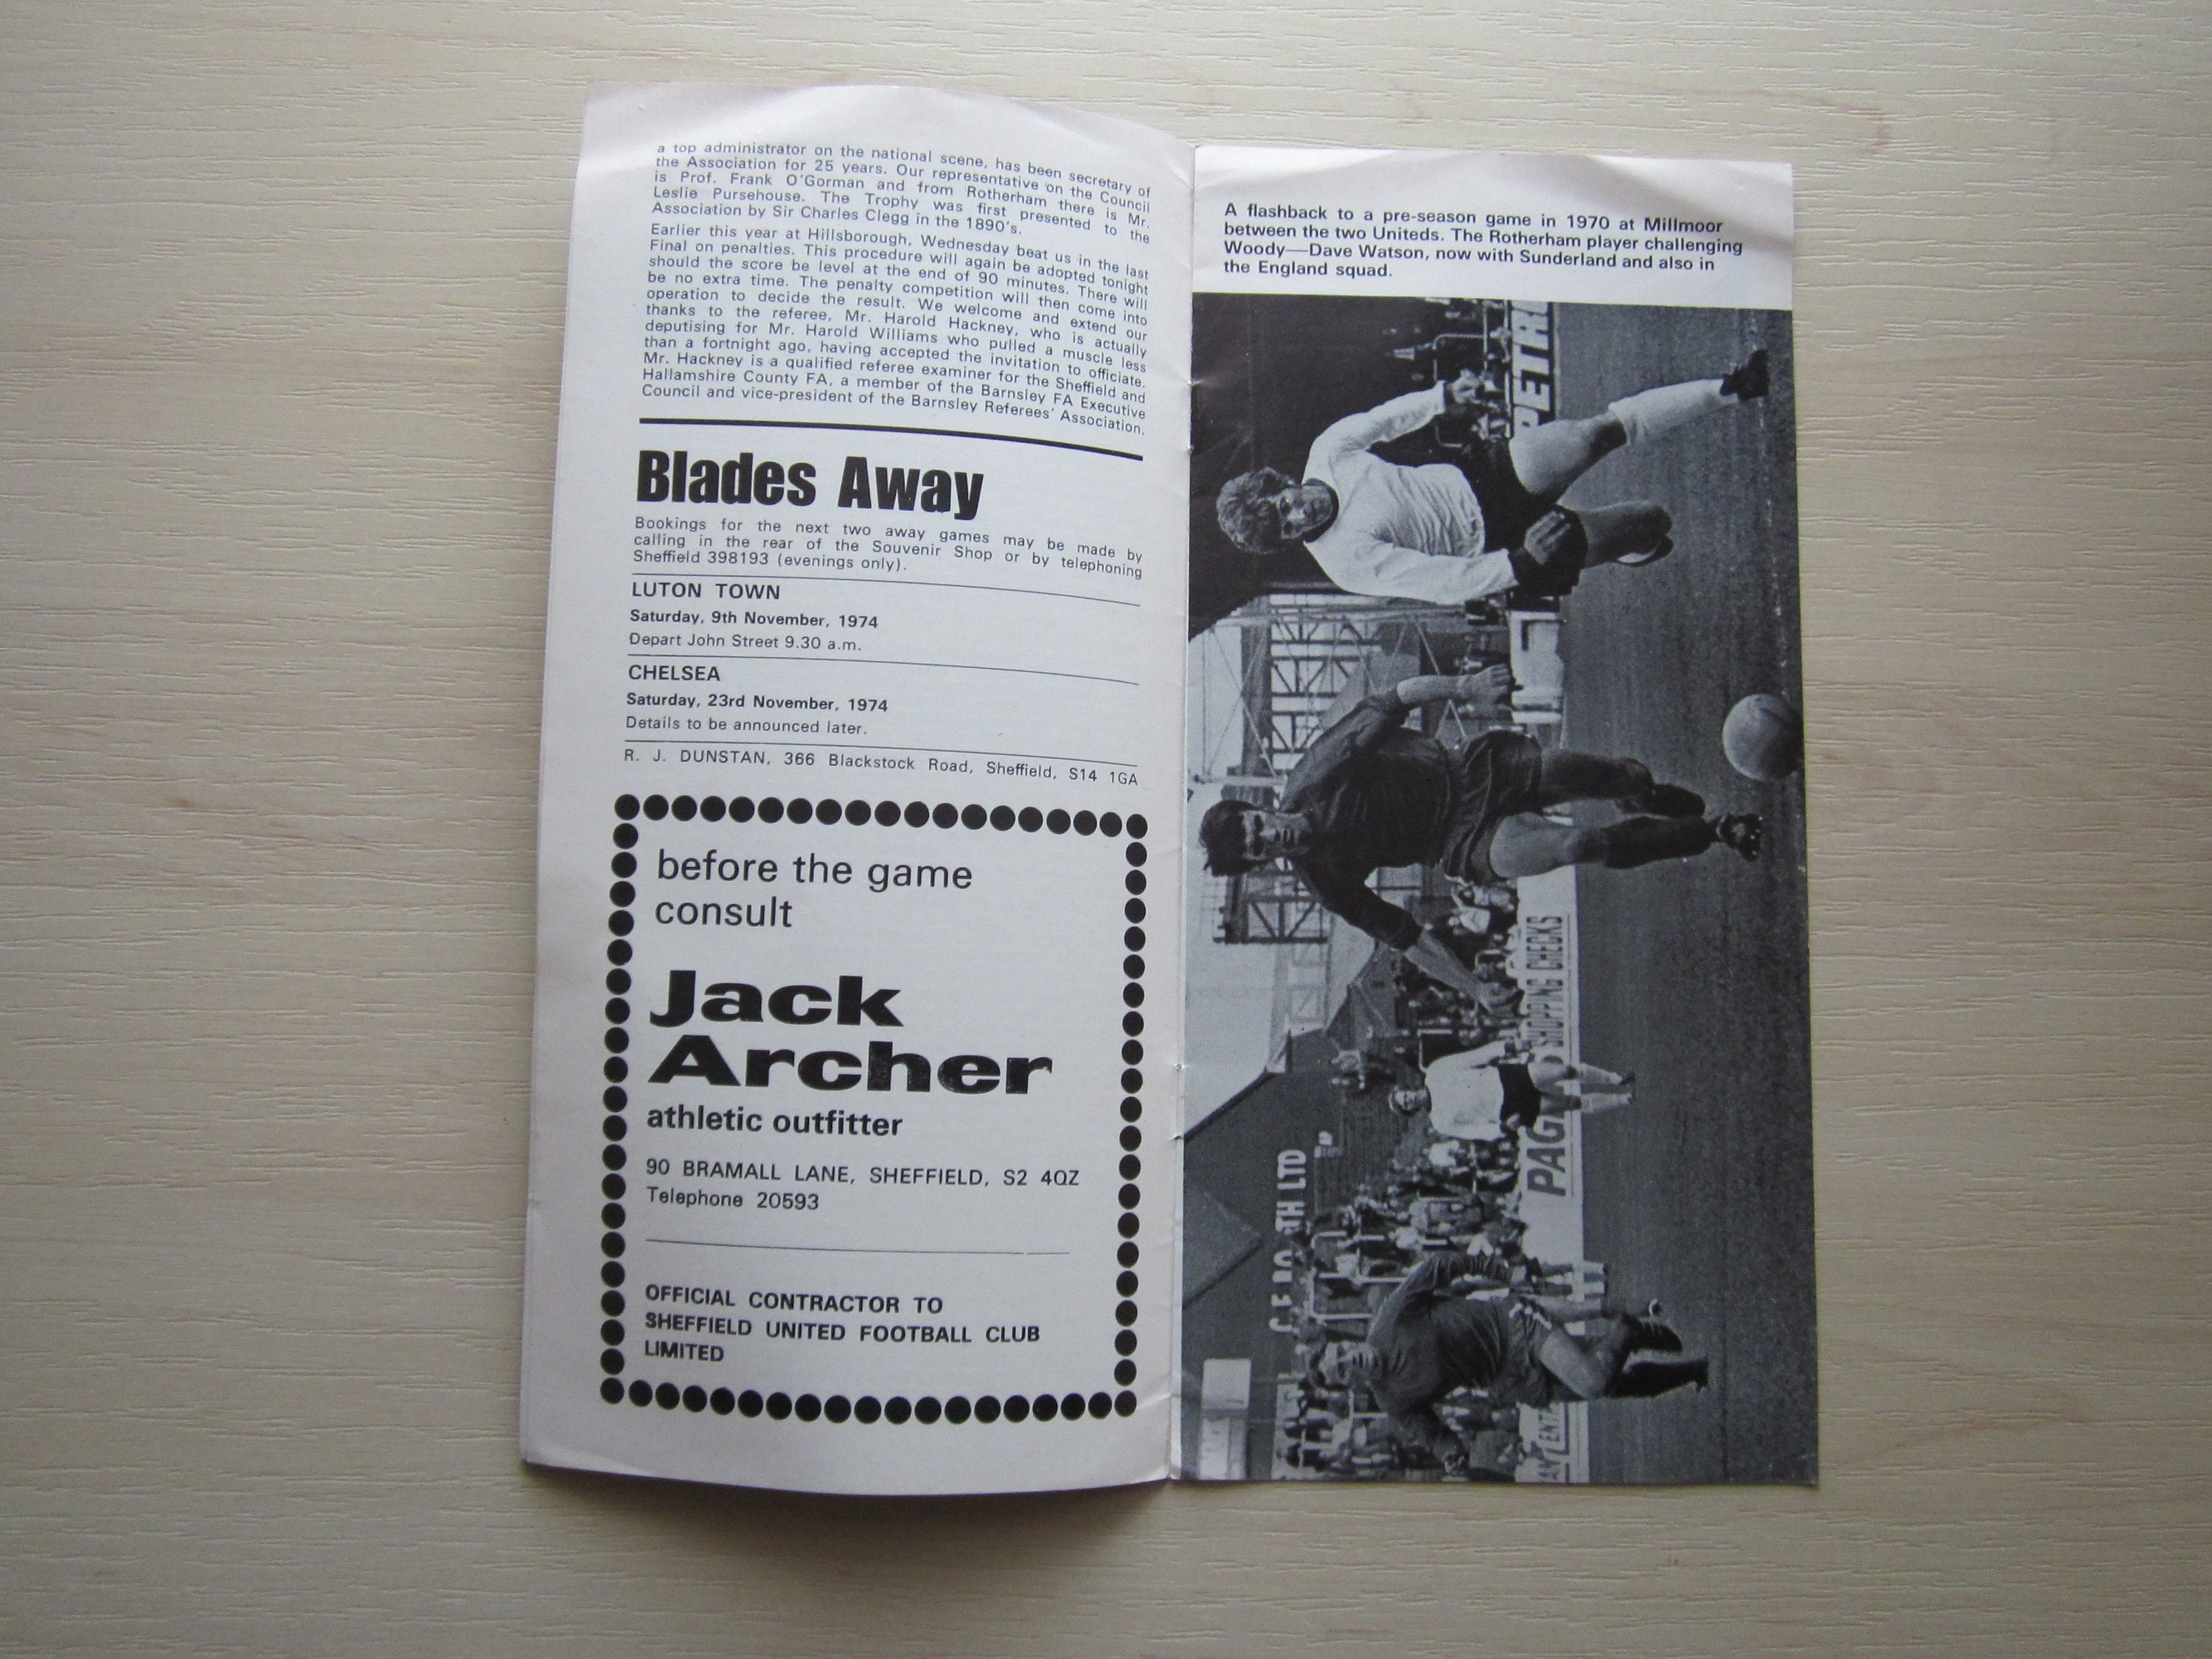 a top administrator on the national scene, has been secretary of
the Association for 25 years. Our representative on the Council
is Prof. Frank O'Gorman and from Rotherham there is Mr.
Leslie Pursehouse. The Trophy was first presented to the
Association by Sir Charles Clegg in the 1890's.
Earlier this year at Hillsborough, Wednesday beat us in the last
Final on penalties. This procedure will again be adopted tonight
should the score be level at the end of 90 minutes. There will
be no extra time. The penalty competition will then come into
operation to decide the result. We welcome and extend our
thanks to the referee, Mr. Harold Hackney, who is actually
deputising for Mr. Harold Williams who pulled a muscle less
than a fortnight ago, having accepted the invitation to officiate.
Mr. Hackney is a qualified referee examiner for the Sheffield and
Hallamshire County FA, a member of the Barnsley FA Executive
Council and vice-president of the Barnsley Referees' Association.
Blades Away
Bookings for the next two away games may be made by
calling in the rear of the Souvenir Shop or by telephoning
Sheffield 398193 (evenings only).
LUTON TOWN
Saturday, 9th November, 1974
Depart John Street 9.30 a.m.
CHELSEA
Saturday, 23rd November, 1974
Details to be announced later.
R. J. DUNSTAN, 366 Blackstock Road, Sheffield, S14 1GA
before the game
consult
Jack
Archer
athletic outfitter
90 BRAMALL LANE, SHEFFIELD, S2 4QZ
Telephone 20593
OFFICIAL CONTRACTOR TO
SHEFFIELD UNITED FOOTBALL CLUB
LIMITED
A flashback to a pre-season game in 1970 at Millmoor
between the two Uniteds. The Rotherham player challenging
Woody—Dave Watson, now with Sunderland and also in
the England squad.
PETRO
SHOPPING CHECKS
PAG
TH LTD